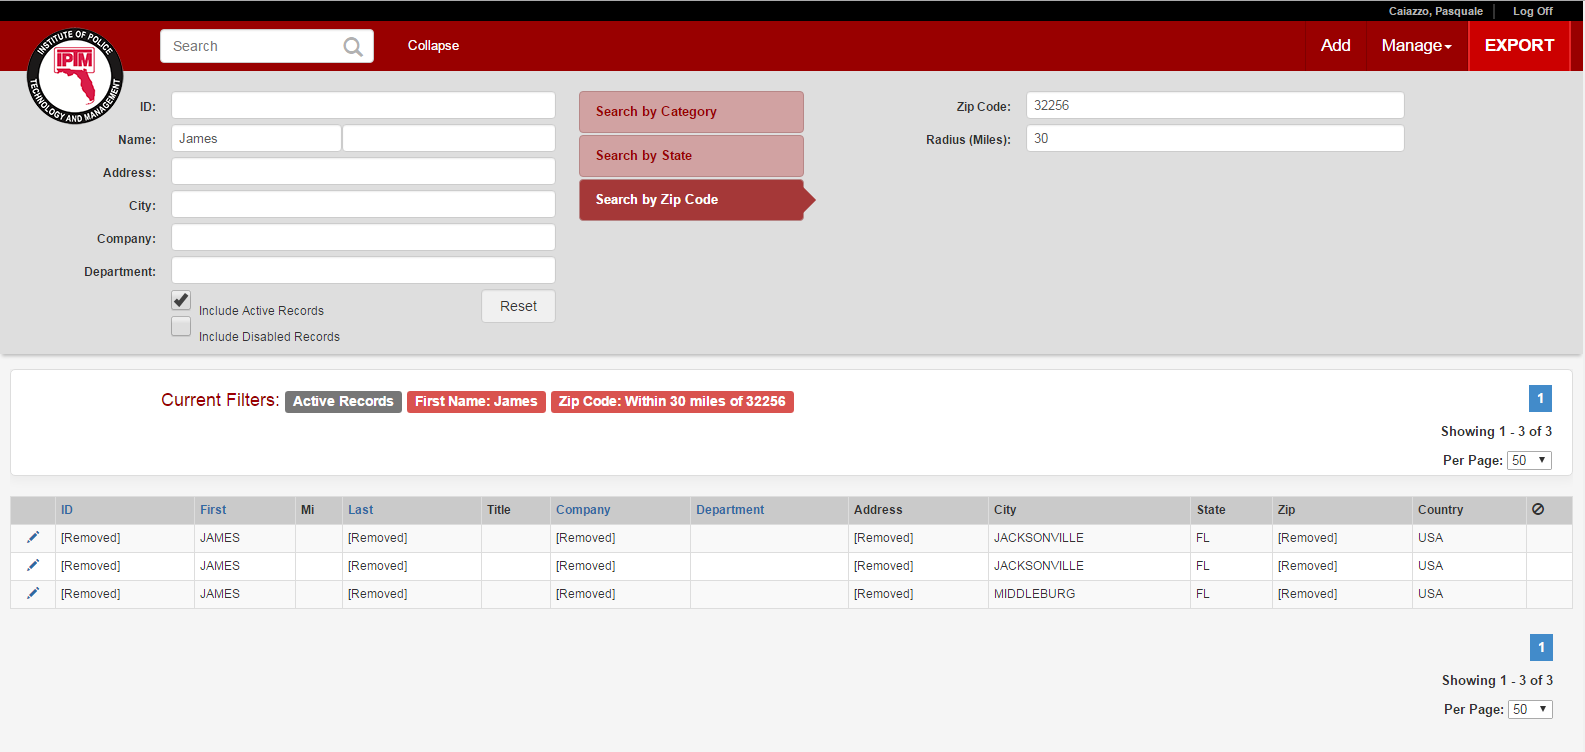 Caiazzo, Pasquale | Log Off
INSTITUTE OF POLICE
IPTM
TECHNOLOGY AND MANAGEMENT
Search
Collapse
Add
Manage
EXPORT
ID:
Name: James
Address:
City:
Company:
Department:
Include Active Records
Include Disabled Records
Reset
Search by Category
Search by State
Search by Zip Code
Zip Code: 32256
Radius (Miles): 30
Current Filters: Active Records First Name: James Zip Code: Within 30 miles of 32256
1
Showing 1 - 3 of 3
Per Page: 50
ID First Mi Last Title Company Department Address City State Zip Country
[Removed] JAMES [Removed] [Removed] [Removed] JACKSONVILLE FL [Removed] USA
[Removed] JAMES [Removed] [Removed] [Removed] JACKSONVILLE FL [Removed] USA
[Removed] JAMES [Removed] [Removed] [Removed] MIDDLEBURG FL [Removed] USA
1
Showing 1 - 3 of 3
Per Page: 50